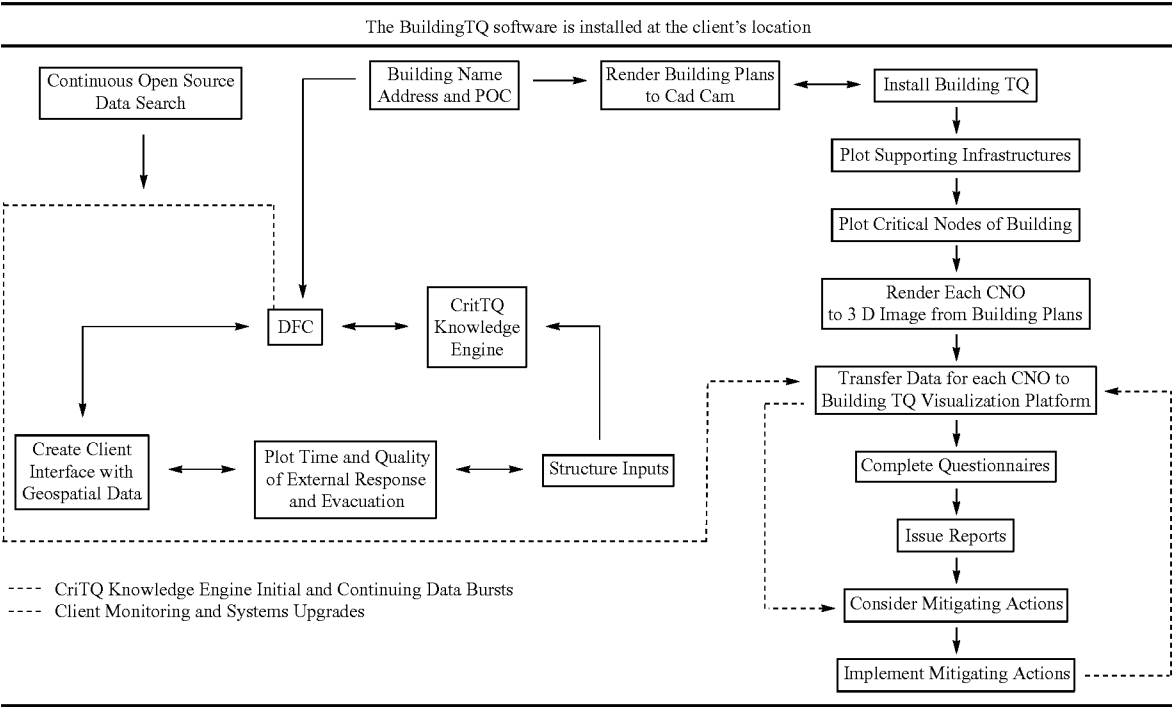 The BuildingTQ software is installed at the client's location
Continuous Open Source
Data Search
Building Name
Address and POC
Render Building Plans
to Cad Cam
Install Building TQ
Plot Supporting Infrastructures
Plot Critical Nodes of Building
Render Each CNO
to 3 D Image from Building Plans
DFC
CritTQ
Knowledge
Engine
Transfer Data for each CNO to
Building TQ Visualization Platform
Create Client
Interface with
Geospatial Data
Plot Time and Quality
of External Response
and Evacuation
Structure Inputs
Complete Questionnaires
Issue Reports
Consider Mitigating Actions
Implement Mitigating Actions
CriTQ Knowledge Engine Initial and Continuing Data Bursts
Client Monitoring and Systems Upgrades